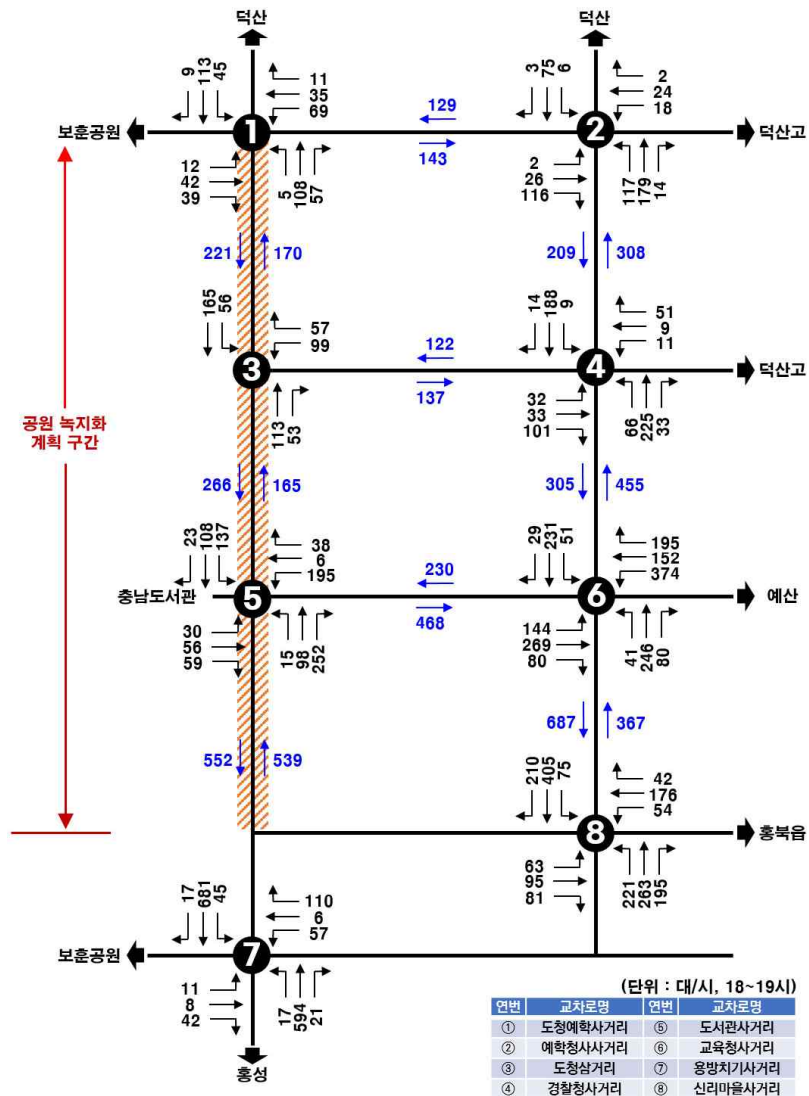 덕산
덕산
9 113 45
11
35
69
3 75 6
2
24
18
보훈공원
1
129
143
2
덕산고
12
42
39
5 108 57
2
26
116
117 179 14
221 170
209 308
165 56
57
99
14 188 9
51
9
11
3
122
137
4
덕산고
공원 녹지화
계획 구간
113 53
32
33
101
66 225 33
266 165
305 455
23 108 137
38
6
195
29 231 51
195
152
374
충남도서관
5
230
468
6
예산
30
56
59
15 98 252
144
269
80
41 246 80
687 367
552 539
210 405 75
42
176
54
8
홍북읍
63
95
81
221 263 195
17 681 45
110
6
57
보훈공원
7
11
8
42
17 594 21
홍성
(단위 : 대/시, 18~19시)
연번 교차로명 연번 교차로명
① 도청예학사거리 ⑤ 도서관사거리
② 예학청사사거리 ⑥ 교육청사거리
③ 도청삼거리 ⑦ 용방치기사거리
④ 경찰청사거리 ⑧ 신리마을사거리